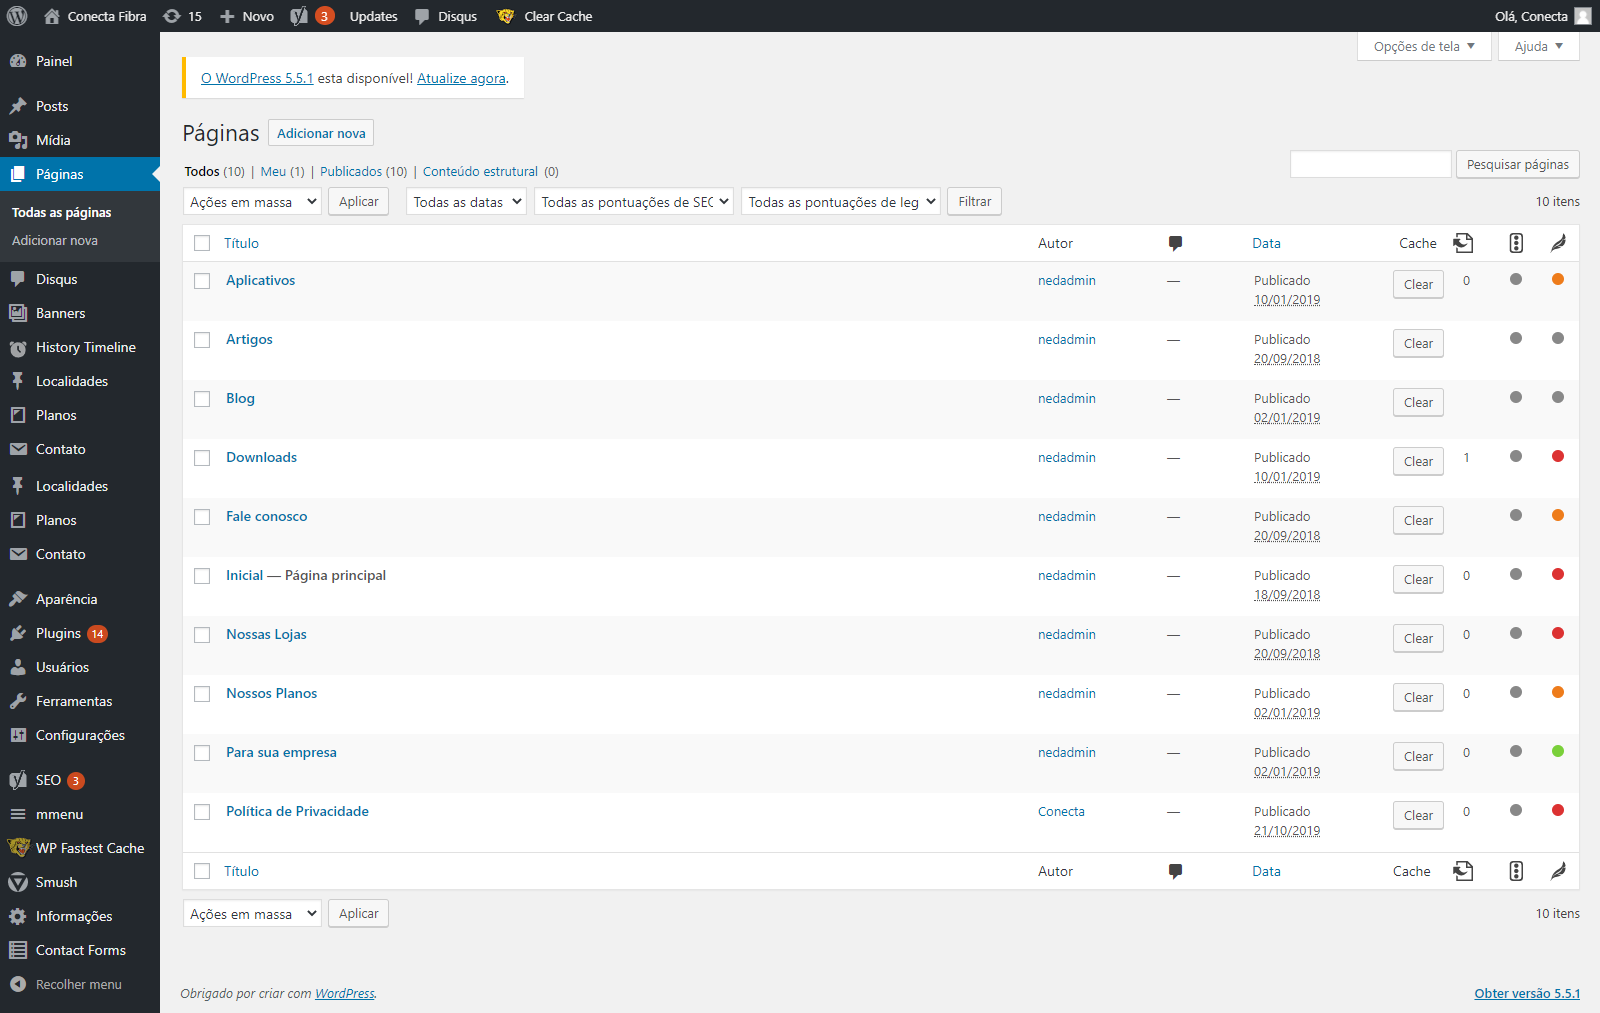 Conecta Fibra 15 Novo 3 Updates Disqus Clear Cache Olá, Conecta
Opções de tela Ajuda
Painel
Posts
Mídia
Páginas
Todas as páginas
Adicionar nova
Disqus
Banners
History Timeline
Localidades
Planos
Contato
Localidades
Planos
Contato
Aparência
Plugins 14
Usuários
Ferramentas
Configurações
SEO 3
mmenu
WP Fastest Cache
Smush
Informações
Contact Forms
Recolher menu
O WordPress 5.5.1 esta disponível! Atualize agora.
Páginas Adicionar nova
Todos (10) | Meu (1) | Publicados (10) | Conteúdo estrutural (0)
Pesquisar páginas
Ações em massa Aplicar Todas as datas Todas as pontuações de SEC Todas as pontuações de leg Filtrar 10 itens
Título Autor Data Cache
Aplicativos nedadmin — Publicado Clear 0
10/01/2019
Artigos nedadmin — Publicado Clear
20/09/2018
Blog nedadmin — Publicado Clear
02/01/2019
Downloads nedadmin — Publicado Clear 1
10/01/2019
Fale conosco nedadmin — Publicado Clear
20/09/2018
Inicial — Página principal nedadmin — Publicado Clear 0
18/09/2018
Nossas Lojas nedadmin — Publicado Clear 0
20/09/2018
Nossos Planos nedadmin — Publicado Clear 0
02/01/2019
Para sua empresa nedadmin — Publicado Clear 0
02/01/2019
Política de Privacidade Conecta — Publicado Clear 0
21/10/2019
Título Autor Data Cache
Ações em massa Aplicar 10 itens
Obrigado por criar com WordPress. Obter versão 5.5.1